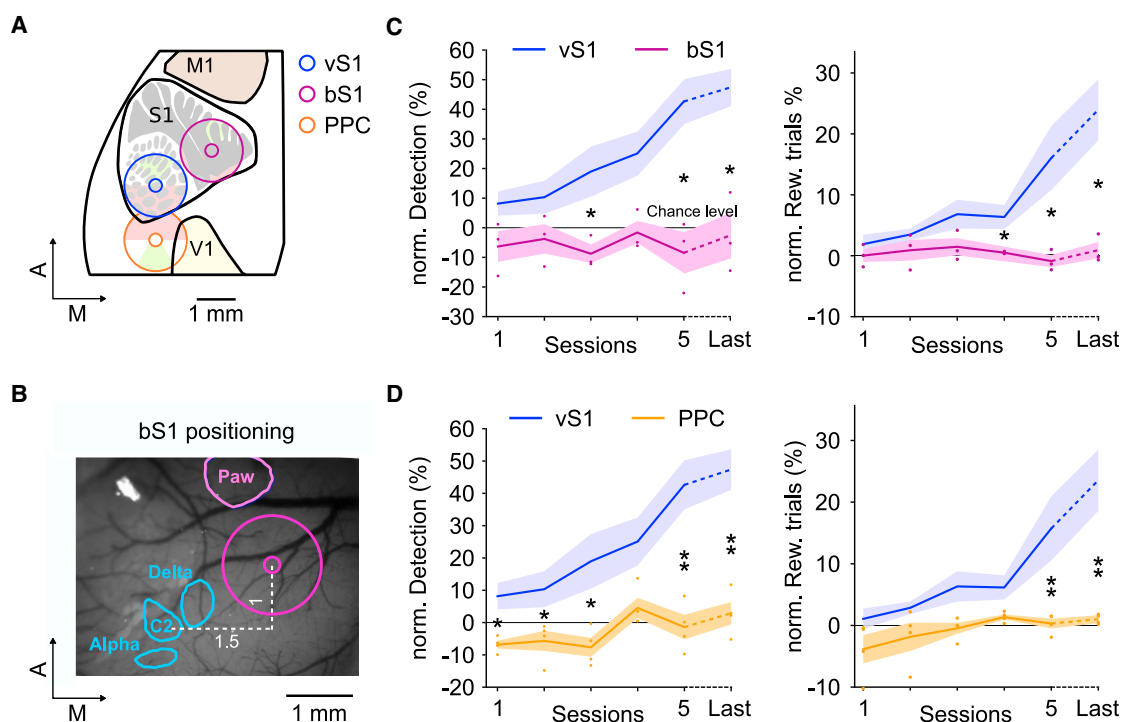 A
M1
S1
V1
vS1
bS1
PPC
A
M
1 mm
B
bS1 positioning
Paw
Delta
C2
Alpha
1
1.5
A
M
1 mm
C
vS1 bS1
norm. Detection (%)
60
50
40
30
20
10
0
-10
-20
-30
* * *
Chance level
1 Sessions 5 Last
norm. Rew. trials %
30
20
10
0
-10
* * *
1 Sessions 5 Last
D
vS1 PPC
norm. Detection (%)
60
50
40
30
20
10
0
-10
-20
* * * ** **
1 Sessions 5 Last
norm. Rew. trials (%)
30
20
10
0
-10
** **
1 Sessions 5 Last